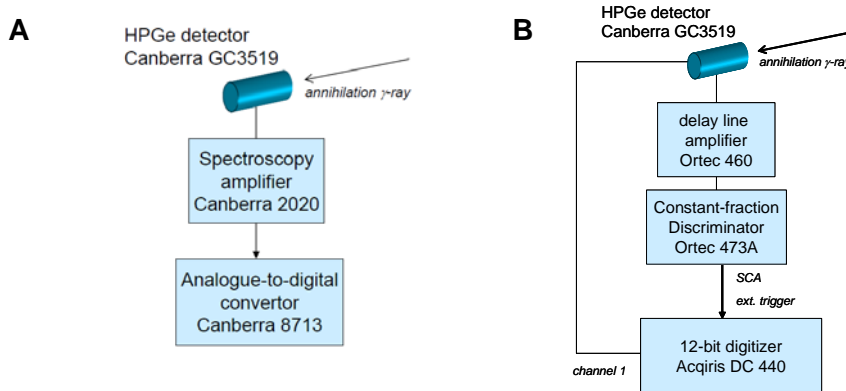 A
HPGe detector
Canberra GC3519
annihilation γ-ray
Spectroscopy
amplifier
Canberra 2020
Analogue-to-digital
convertor
Canberra 8713
B
HPGe detector
Canberra GC3519
annihilation γ-ray
delay line
amplifier
Ortec 460
Constant-fraction
Discriminator
Ortec 473A
SCA
ext. trigger
12-bit digitizer
Acqiris DC 440
channel 1